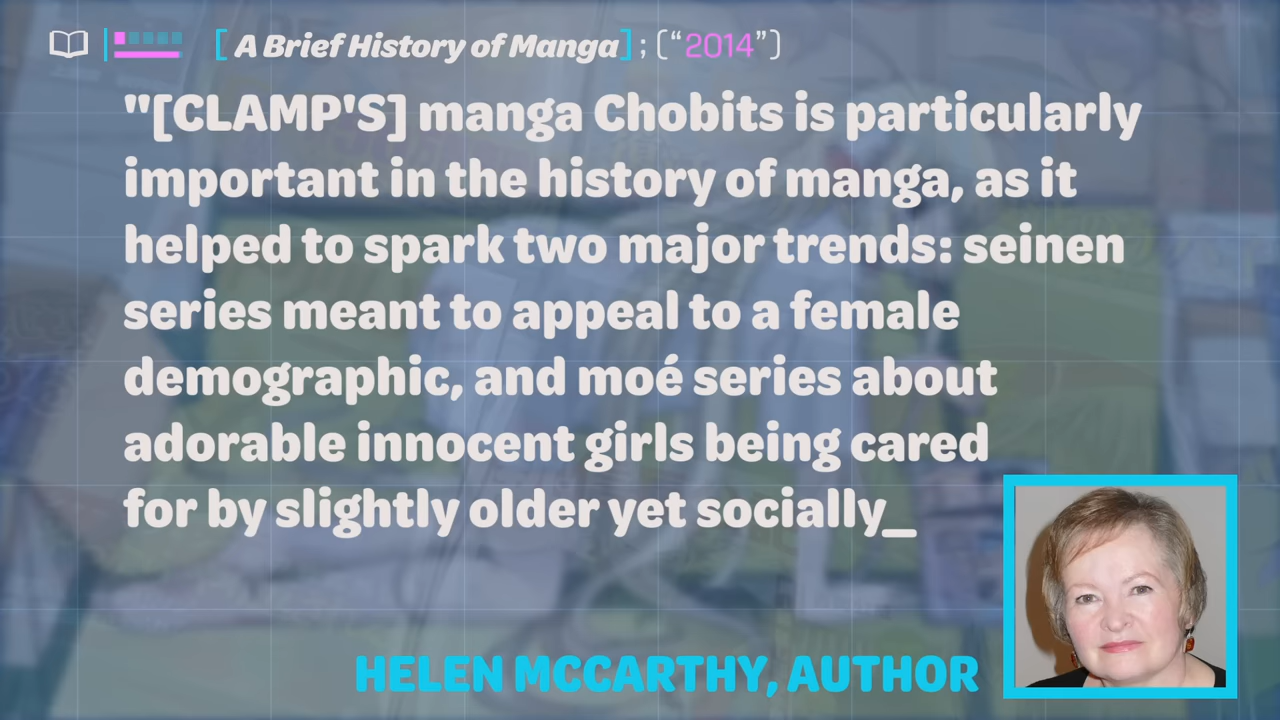 [A Brief History of Manga]; ("2014")
"[CLAMP'S] manga Chobits is particularly
important in the history of manga, as it
helped to spark two major trends: seinen
series meant to appeal to a female
demographic, and moé series about
adorable innocent girls being cared
for by slightly older yet socially_
HELEN MCCARTHY, AUTHOR